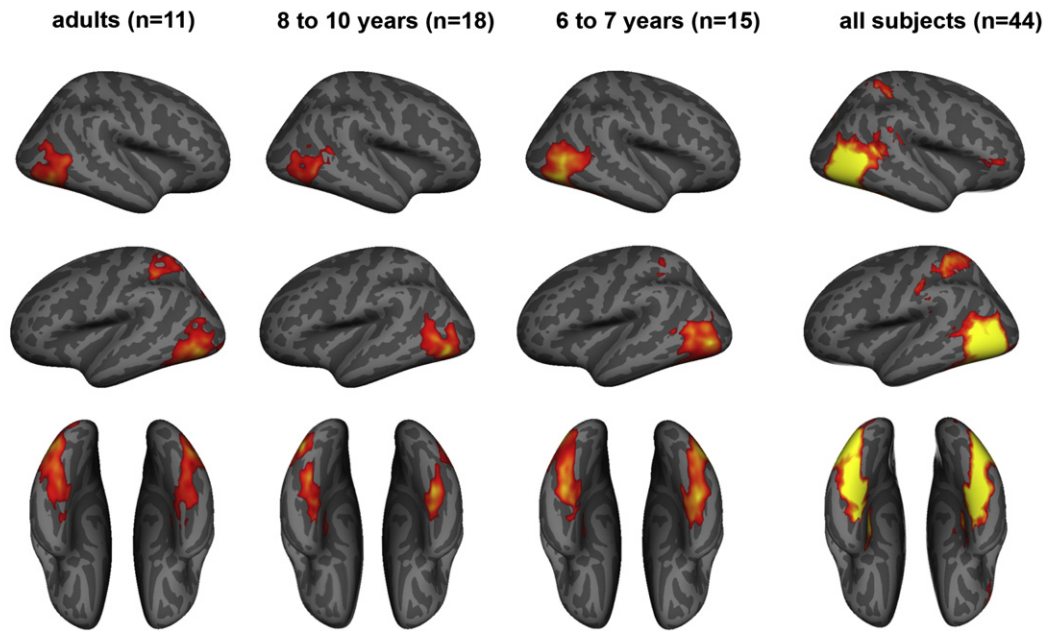 adults (n=11) 8 to 10 years (n=18) 6 to 7 years (n=15) all subjects (n=44)